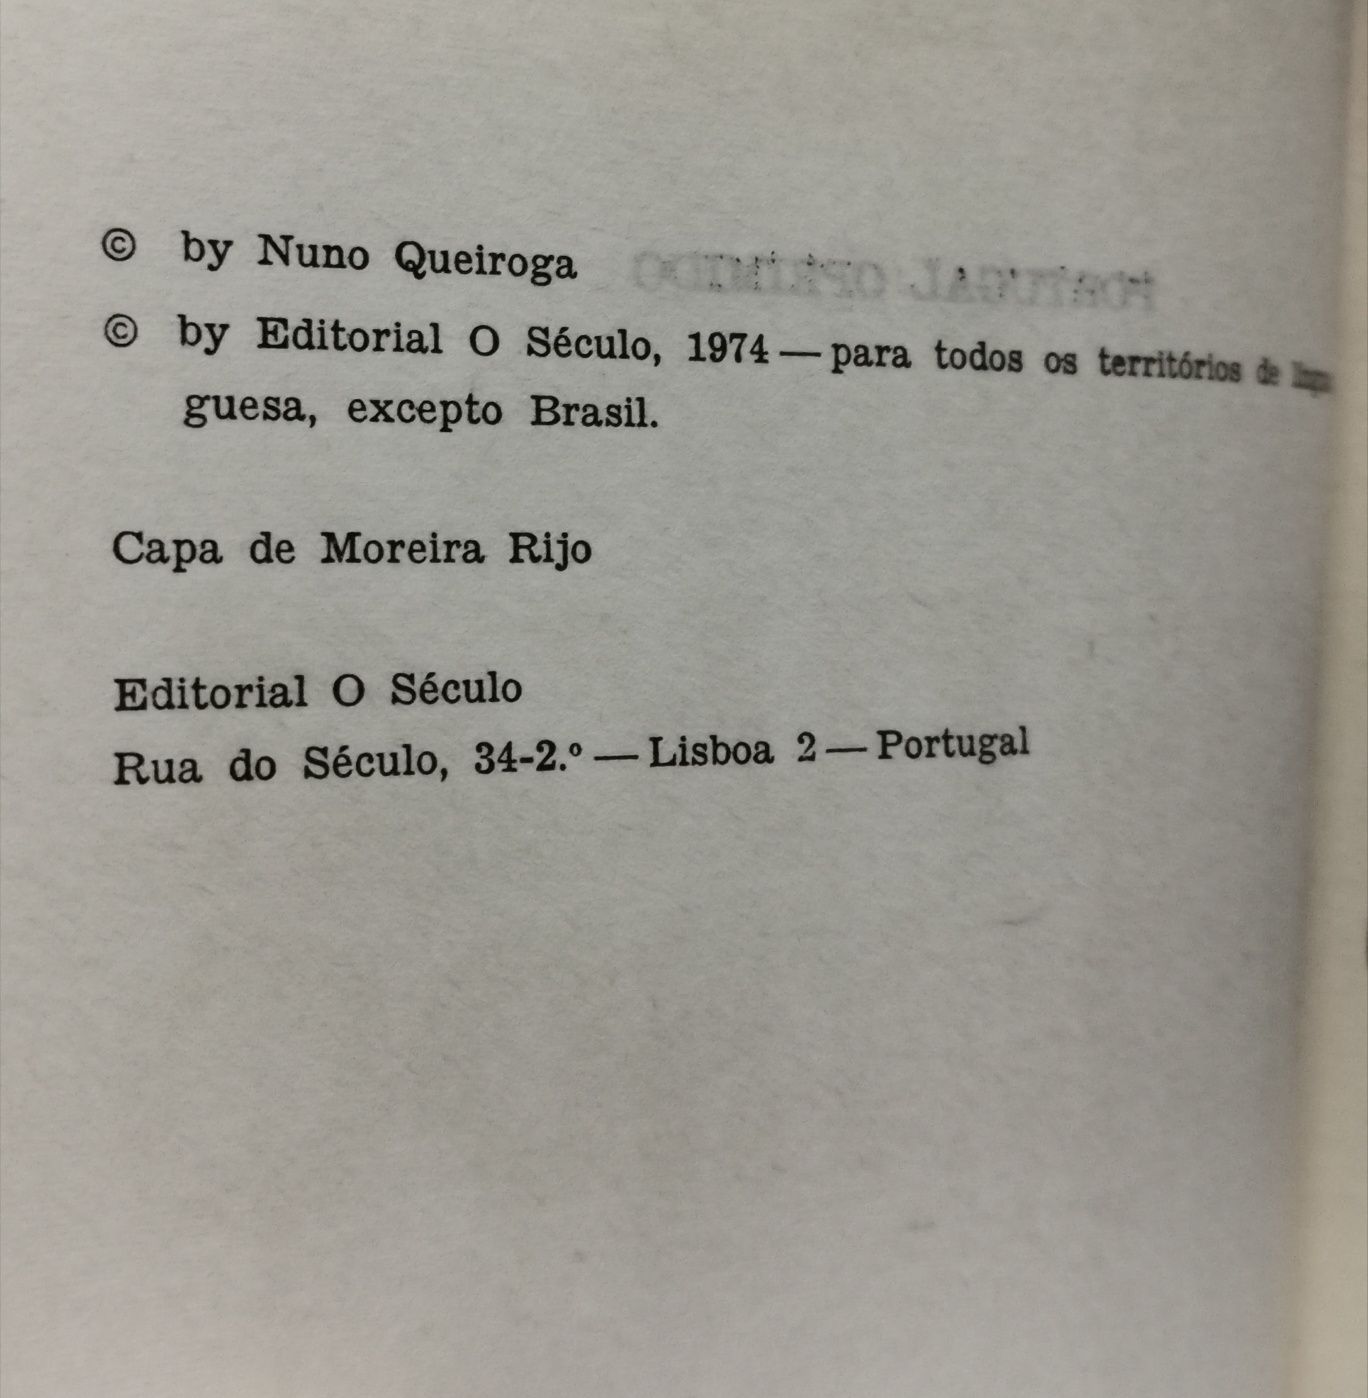 © by Nuno Queiroga
© by Editorial O Século, 1974 — para todos os territórios de
guesa, excepto Brasil.
Capa de Moreira Rijo
Editorial O Século
Rua do Século, 34-2.º — Lisboa 2 — Portugal